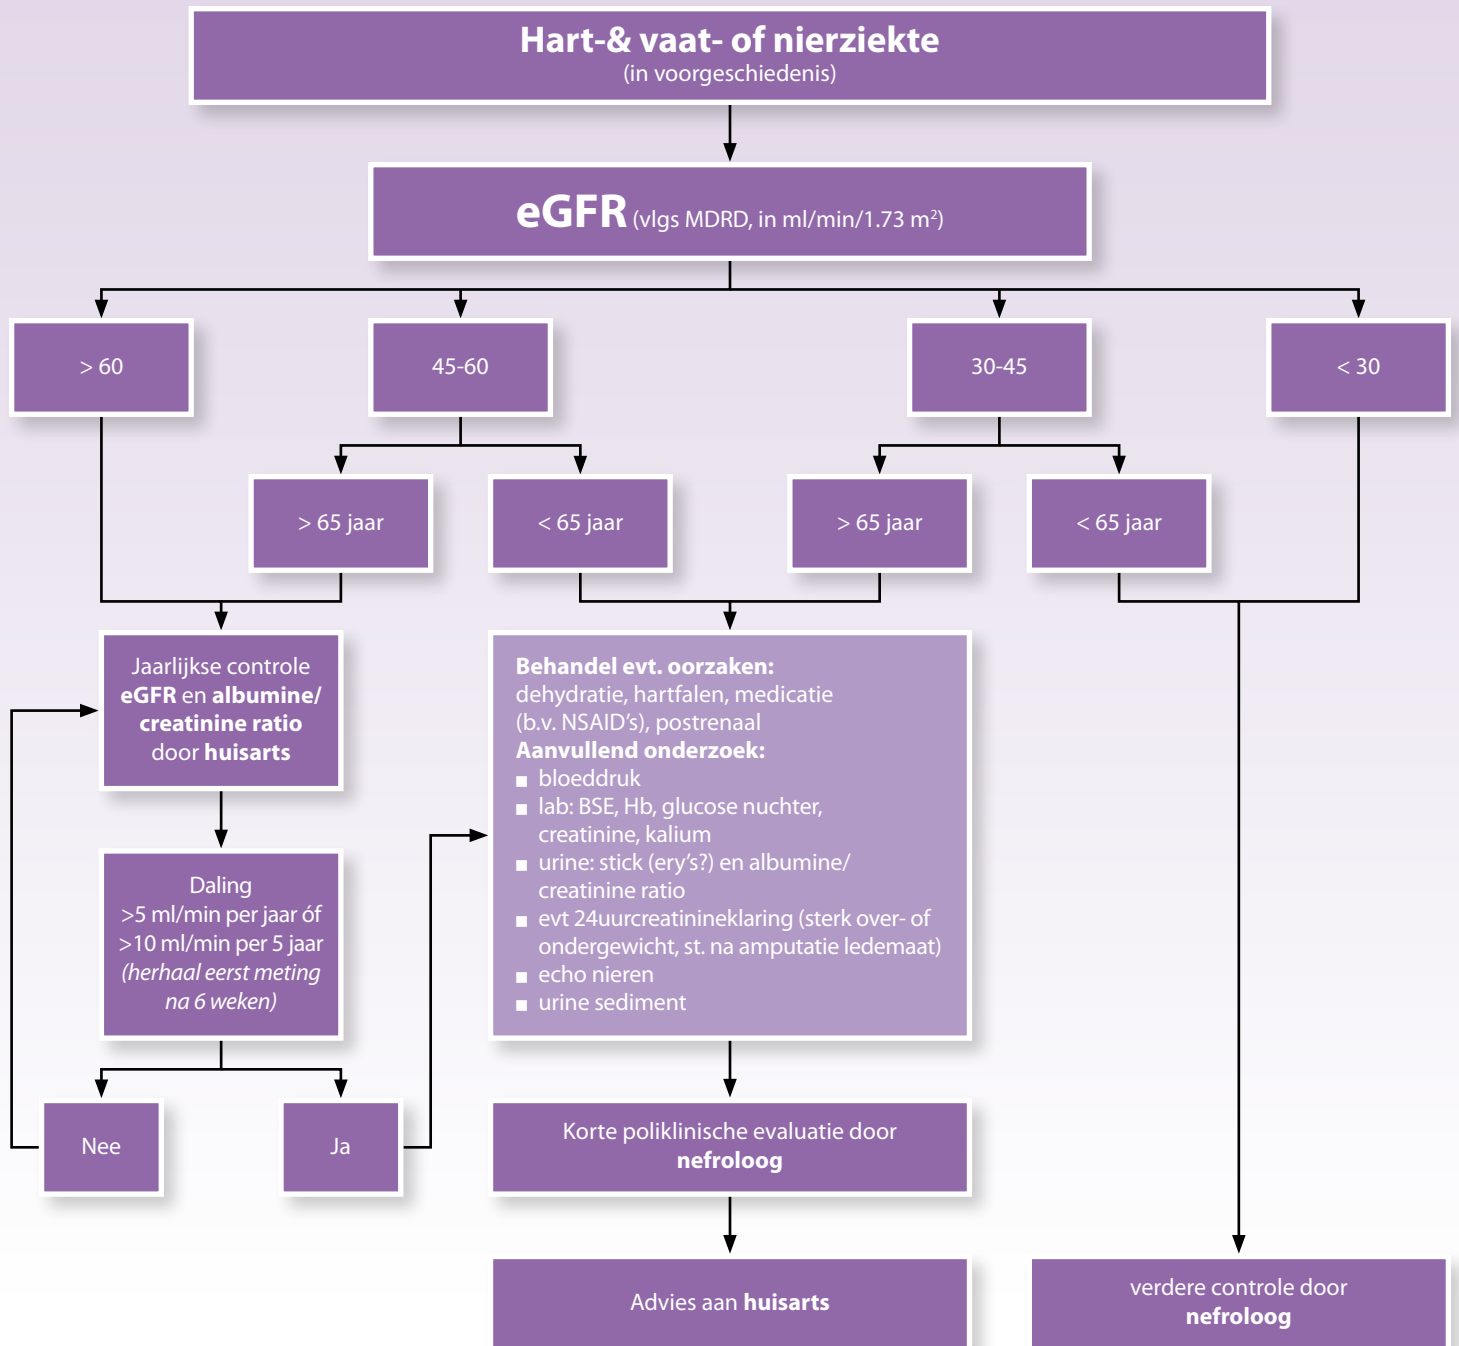 Hart-& vaat- of nierziekte
(in voorgeschiedenis)
eGFR (vlgs MDRD, in ml/min/1.73 m²)
> 60
45-60
30-45
< 30
> 65 jaar
< 65 jaar
> 65 jaar
< 65 jaar
Jaarlijkse controle
eGFR en albumine/
creatinine ratio
door huisarts
Daling
>5 ml/min per jaar óf
>10 ml/min per 5 jaar
(herhaal eerst meting
na 6 weken)
Nee
Ja
Behandel evt. oorzaken:
dehydratie, hartfalen, medicatie
(b.v. NSAID's), postrenaal
Aanvullend onderzoek:
■ bloeddruk
■ lab: BSE, Hb, glucose nuchter,
creatinine, kalium
■ urine: stick (ery's?) en albumine/
creatinine ratio
■ evt 24uurcreatinineklaring (sterk over- of
ondergewicht, st. na amputatie ledemaat)
■ echo nieren
■ urine sediment
Korte poliklinische evaluatie door
nefroloog
Advies aan huisarts
verdere controle door
nefroloog